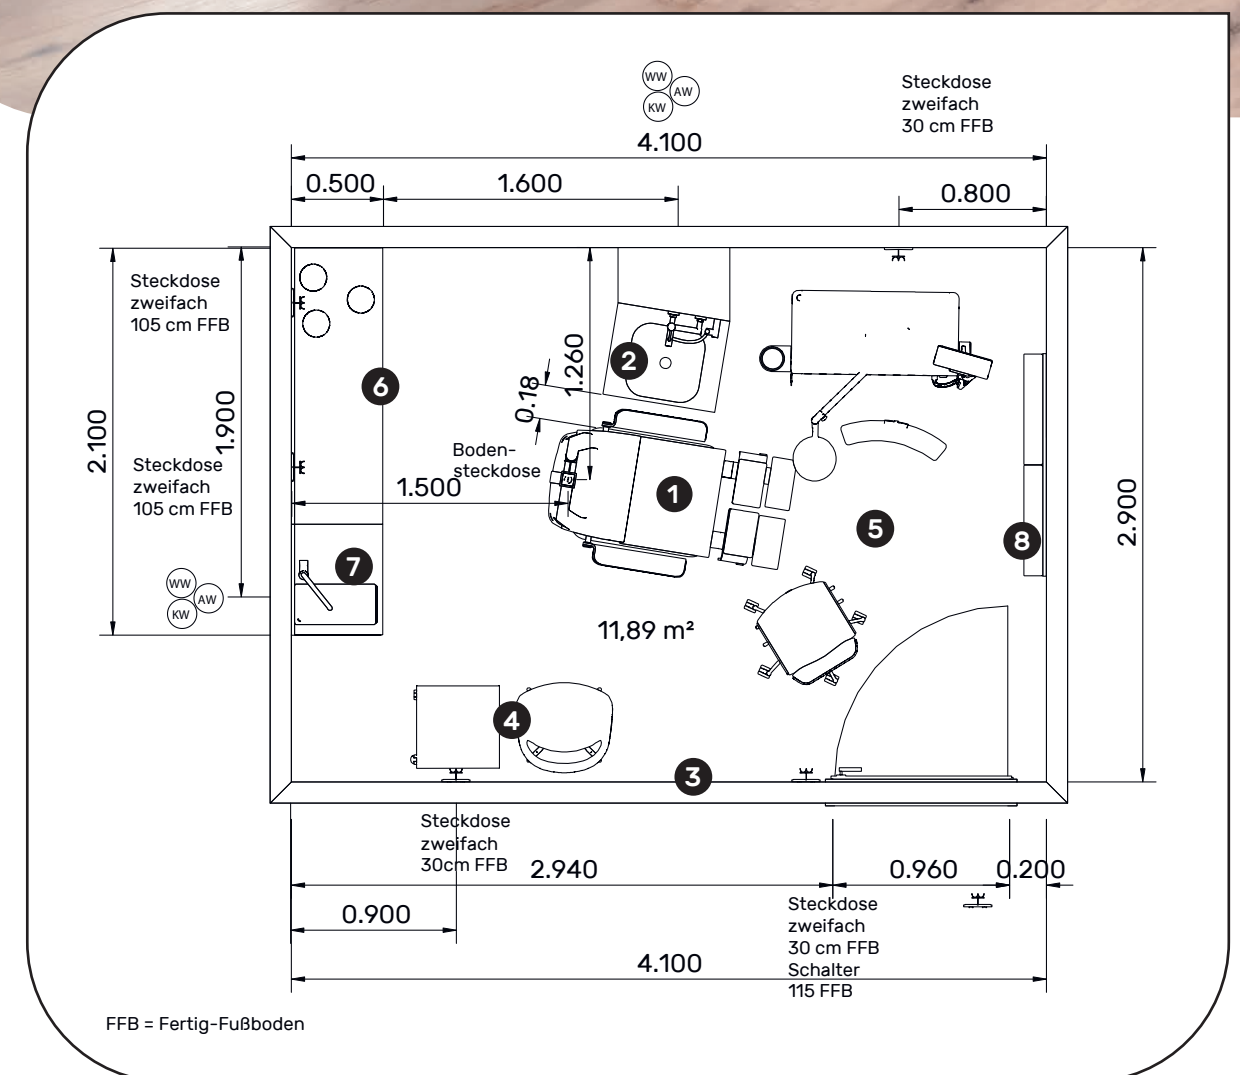 WW
AW
KW
Steckdose
zweifach
30 cm FFB
4.100
0.500
1.600
0.800
Steckdose
zweifach
105 cm FFB
2.100
1.900
Steckdose
zweifach
105 cm FFB
6
2
1.260
0.18
Boden-
steckdose
1.500
1
5
8
2.900
7
WW
AW
KW
11,89 m²
4
3
Steckdose
zweifach
30cm FFB
2.940
0.960
0.200
0.900
Steckdose
zweifach
30 cm FFB
Schalter
115 FFB
4.100
FFB = Fertig-Fußboden